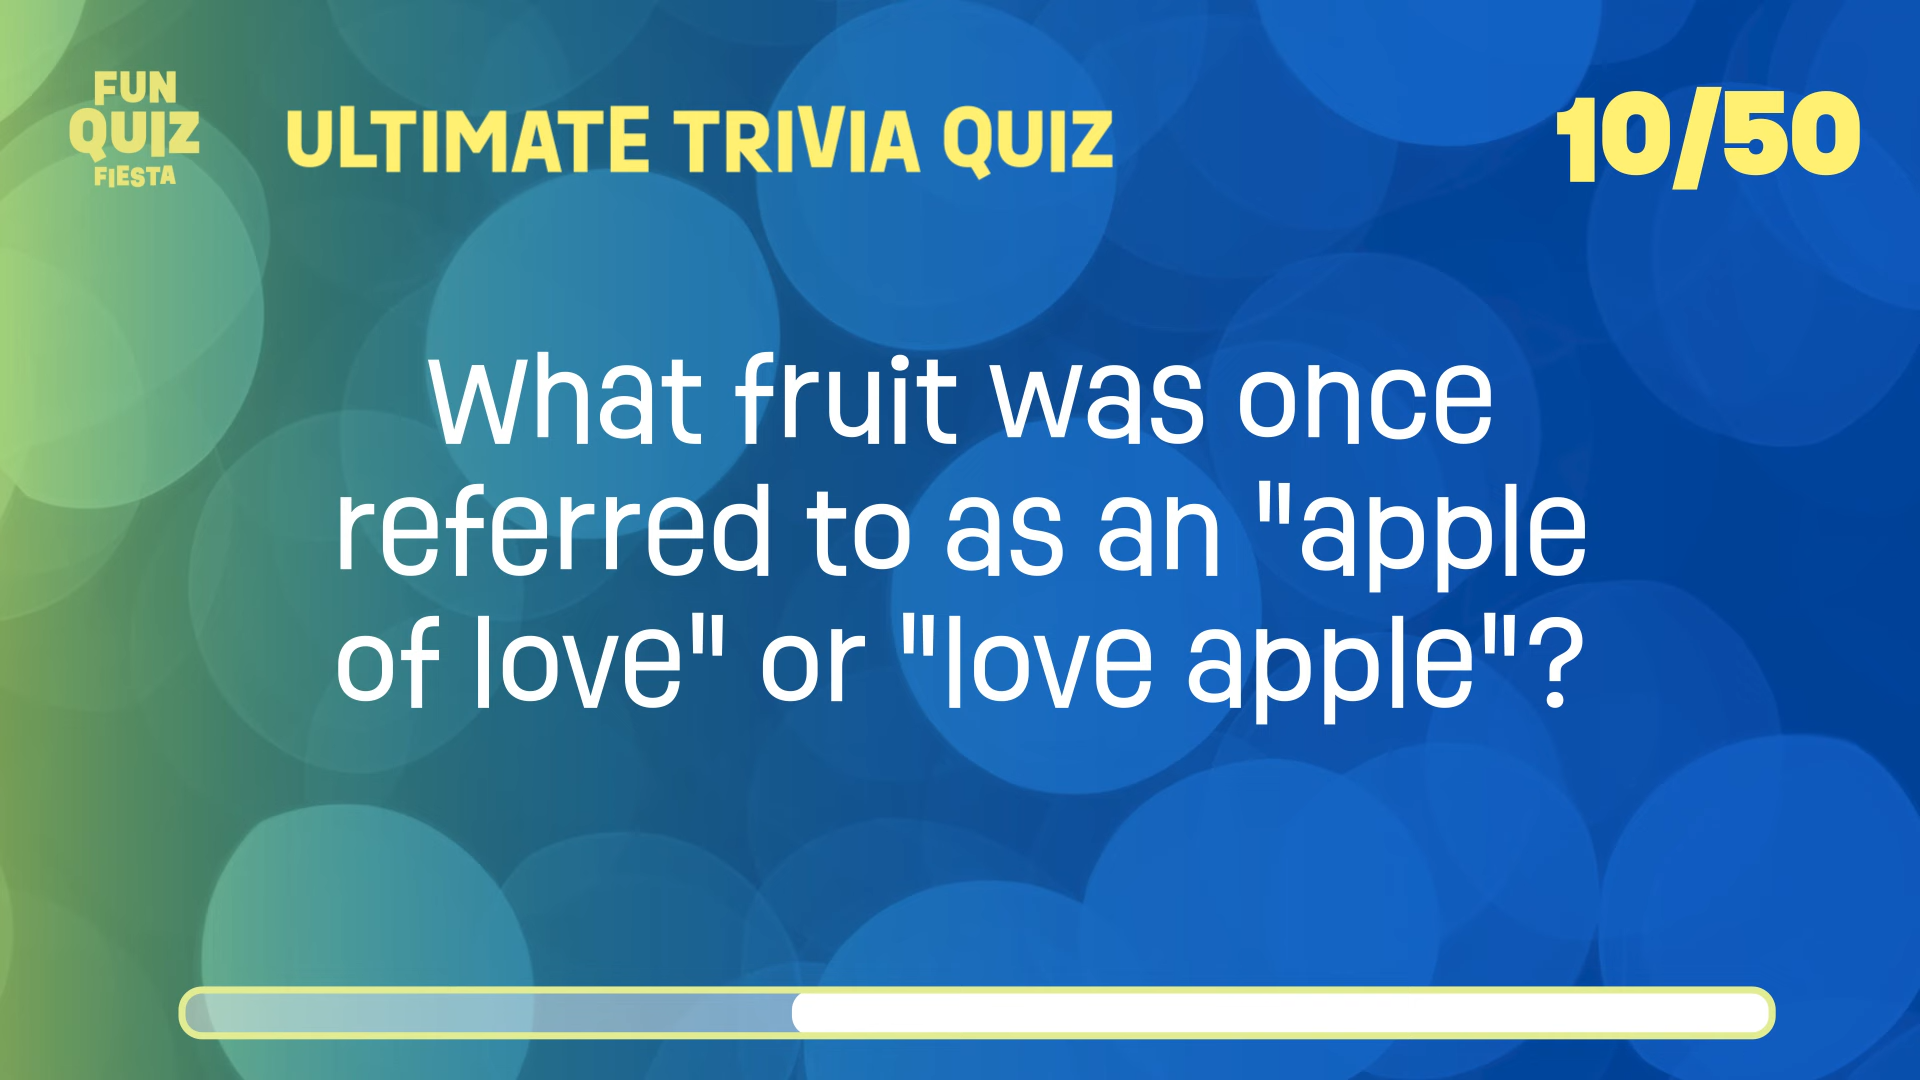 FUN
QUIZ
FIESTA
ULTIMATE TRIVIA QUIZ
10/50
What fruit was once
referred to as an "apple
of love" or "love apple"?